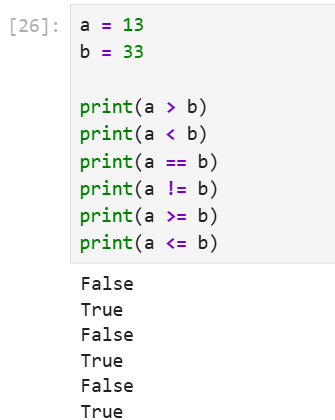 [26]: a = 13
b = 33
print(a > b)
print(a < b)
print(a == b)
print(a != b)
print(a >= b)
print(a <= b)
False
True
False
True
False
True